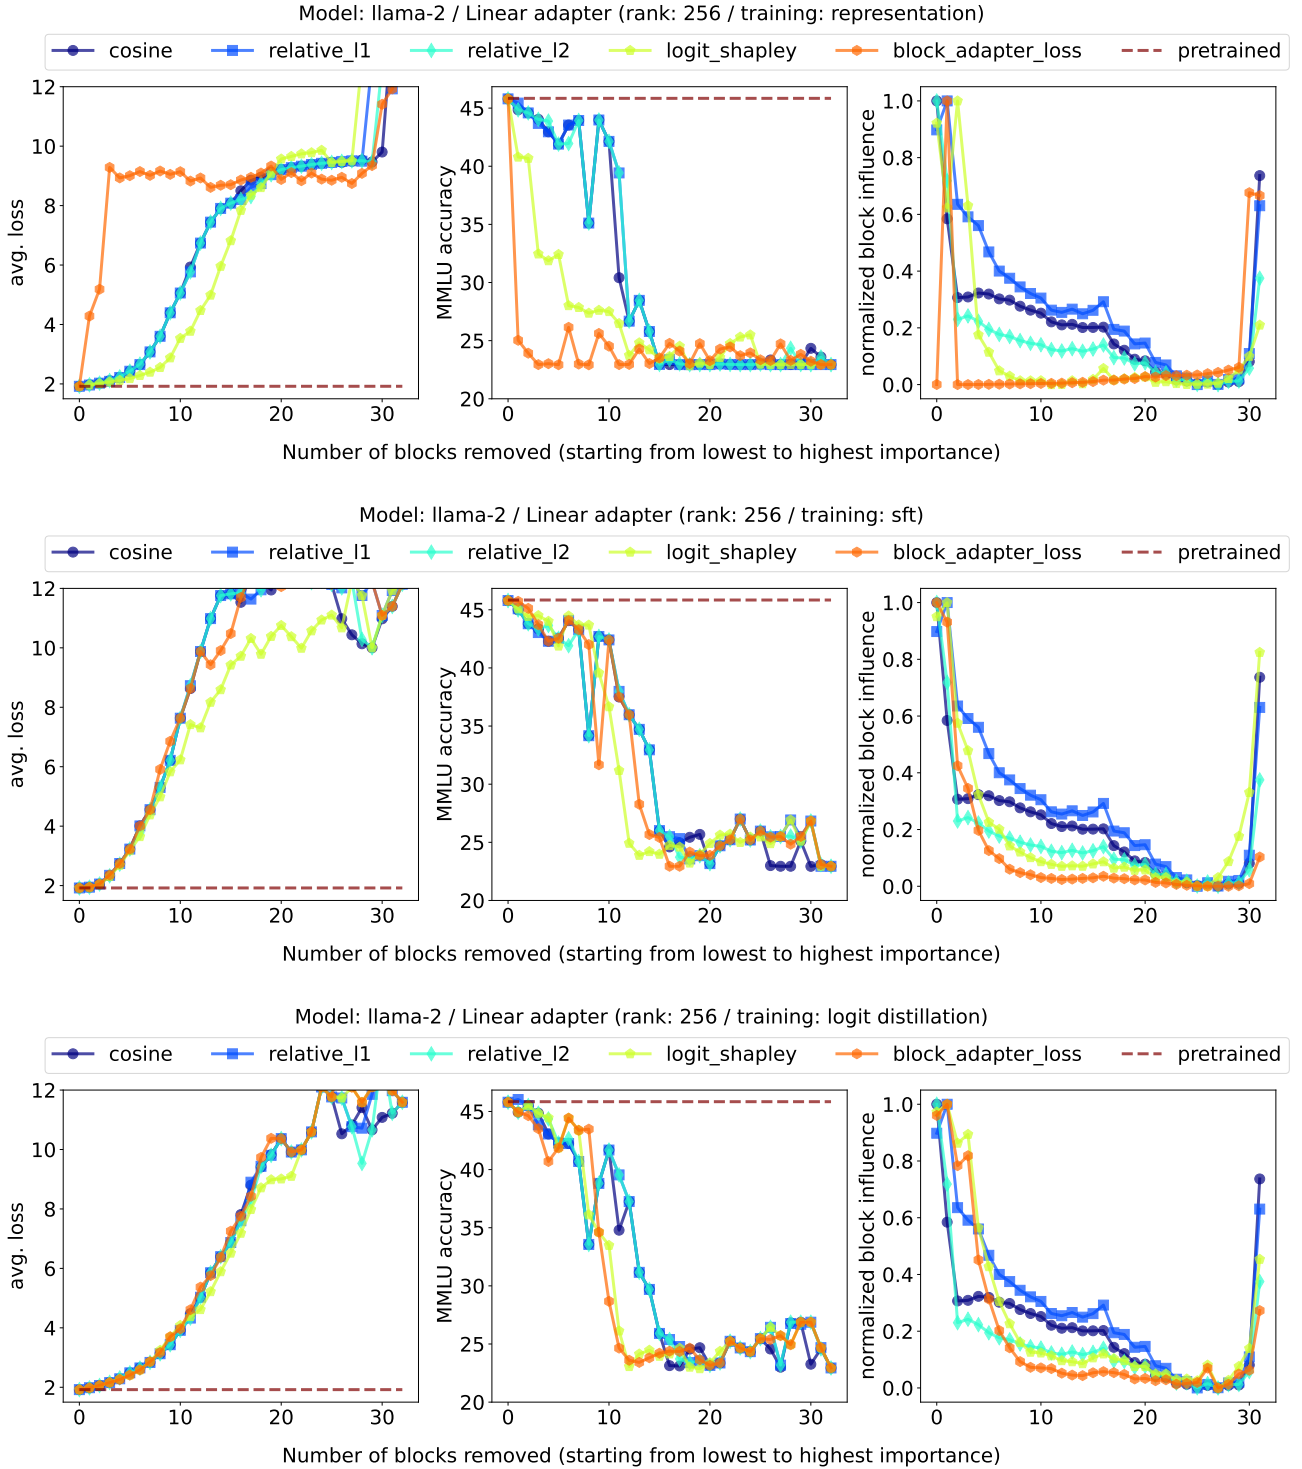 Model: llama-2 / Linear adapter (rank: 256 / training: representation)
cosine relative_l1 relative_l2 logit_shapley block_adapter_loss pretrained
avg. loss
12
10
8
6
4
2
0 10 20 30
MMLU accuracy
45
40
35
30
25
20
0 10 20 30
normalized block influence
1.0
0.8
0.6
0.4
0.2
0.0
0 10 20 30
Number of blocks removed (starting from lowest to highest importance)
Model: llama-2 / Linear adapter (rank: 256 / training: sft)
cosine relative_l1 relative_l2 logit_shapley block_adapter_loss pretrained
avg. loss
12
10
8
6
4
2
0 10 20 30
MMLU accuracy
45
40
35
30
25
20
0 10 20 30
normalized block influence
1.0
0.8
0.6
0.4
0.2
0.0
0 10 20 30
Number of blocks removed (starting from lowest to highest importance)
Model: llama-2 / Linear adapter (rank: 256 / training: logit distillation)
cosine relative_l1 relative_l2 logit_shapley block_adapter_loss pretrained
avg. loss
12
10
8
6
4
2
0 10 20 30
MMLU accuracy
45
40
35
30
25
20
0 10 20 30
normalized block influence
1.0
0.8
0.6
0.4
0.2
0.0
0 10 20 30
Number of blocks removed (starting from lowest to highest importance)